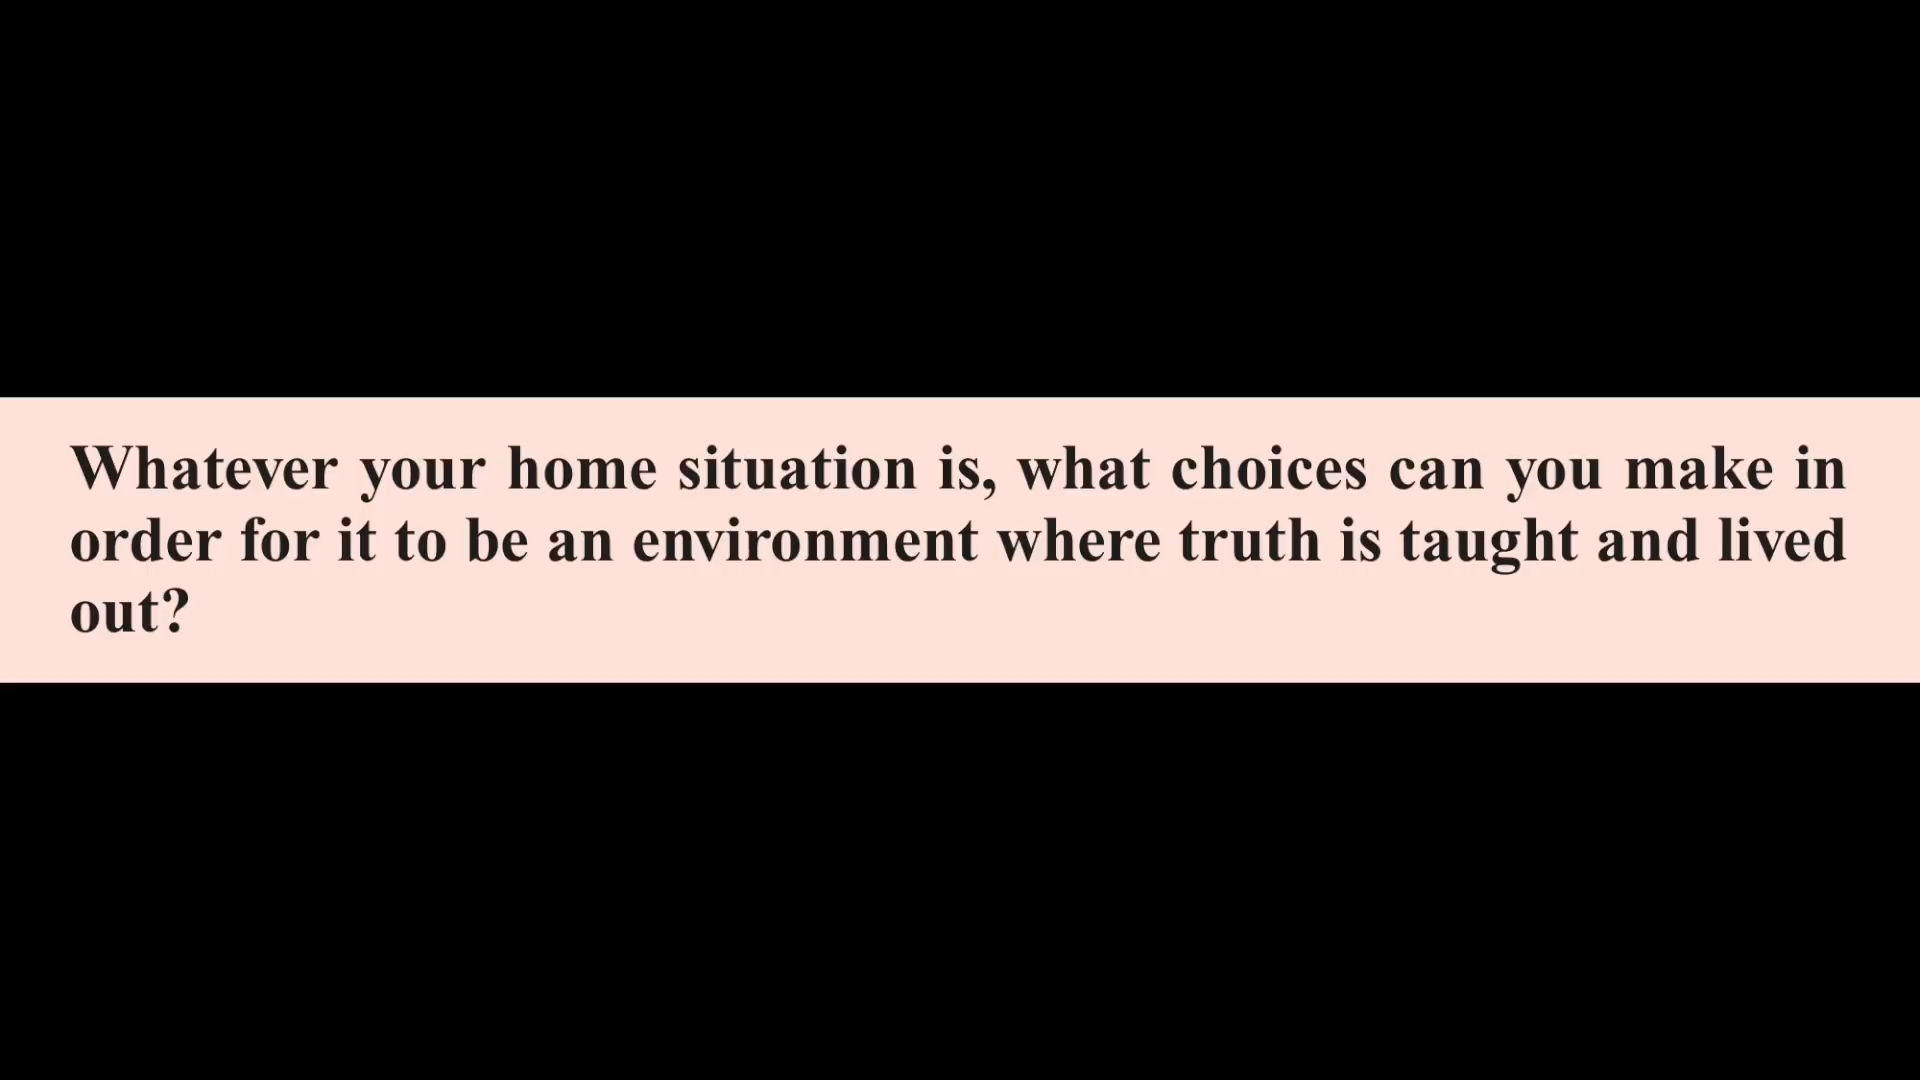 Whatever your home situation is, what choices can you make in
order for it to be an environment where truth is taught and lived
out?